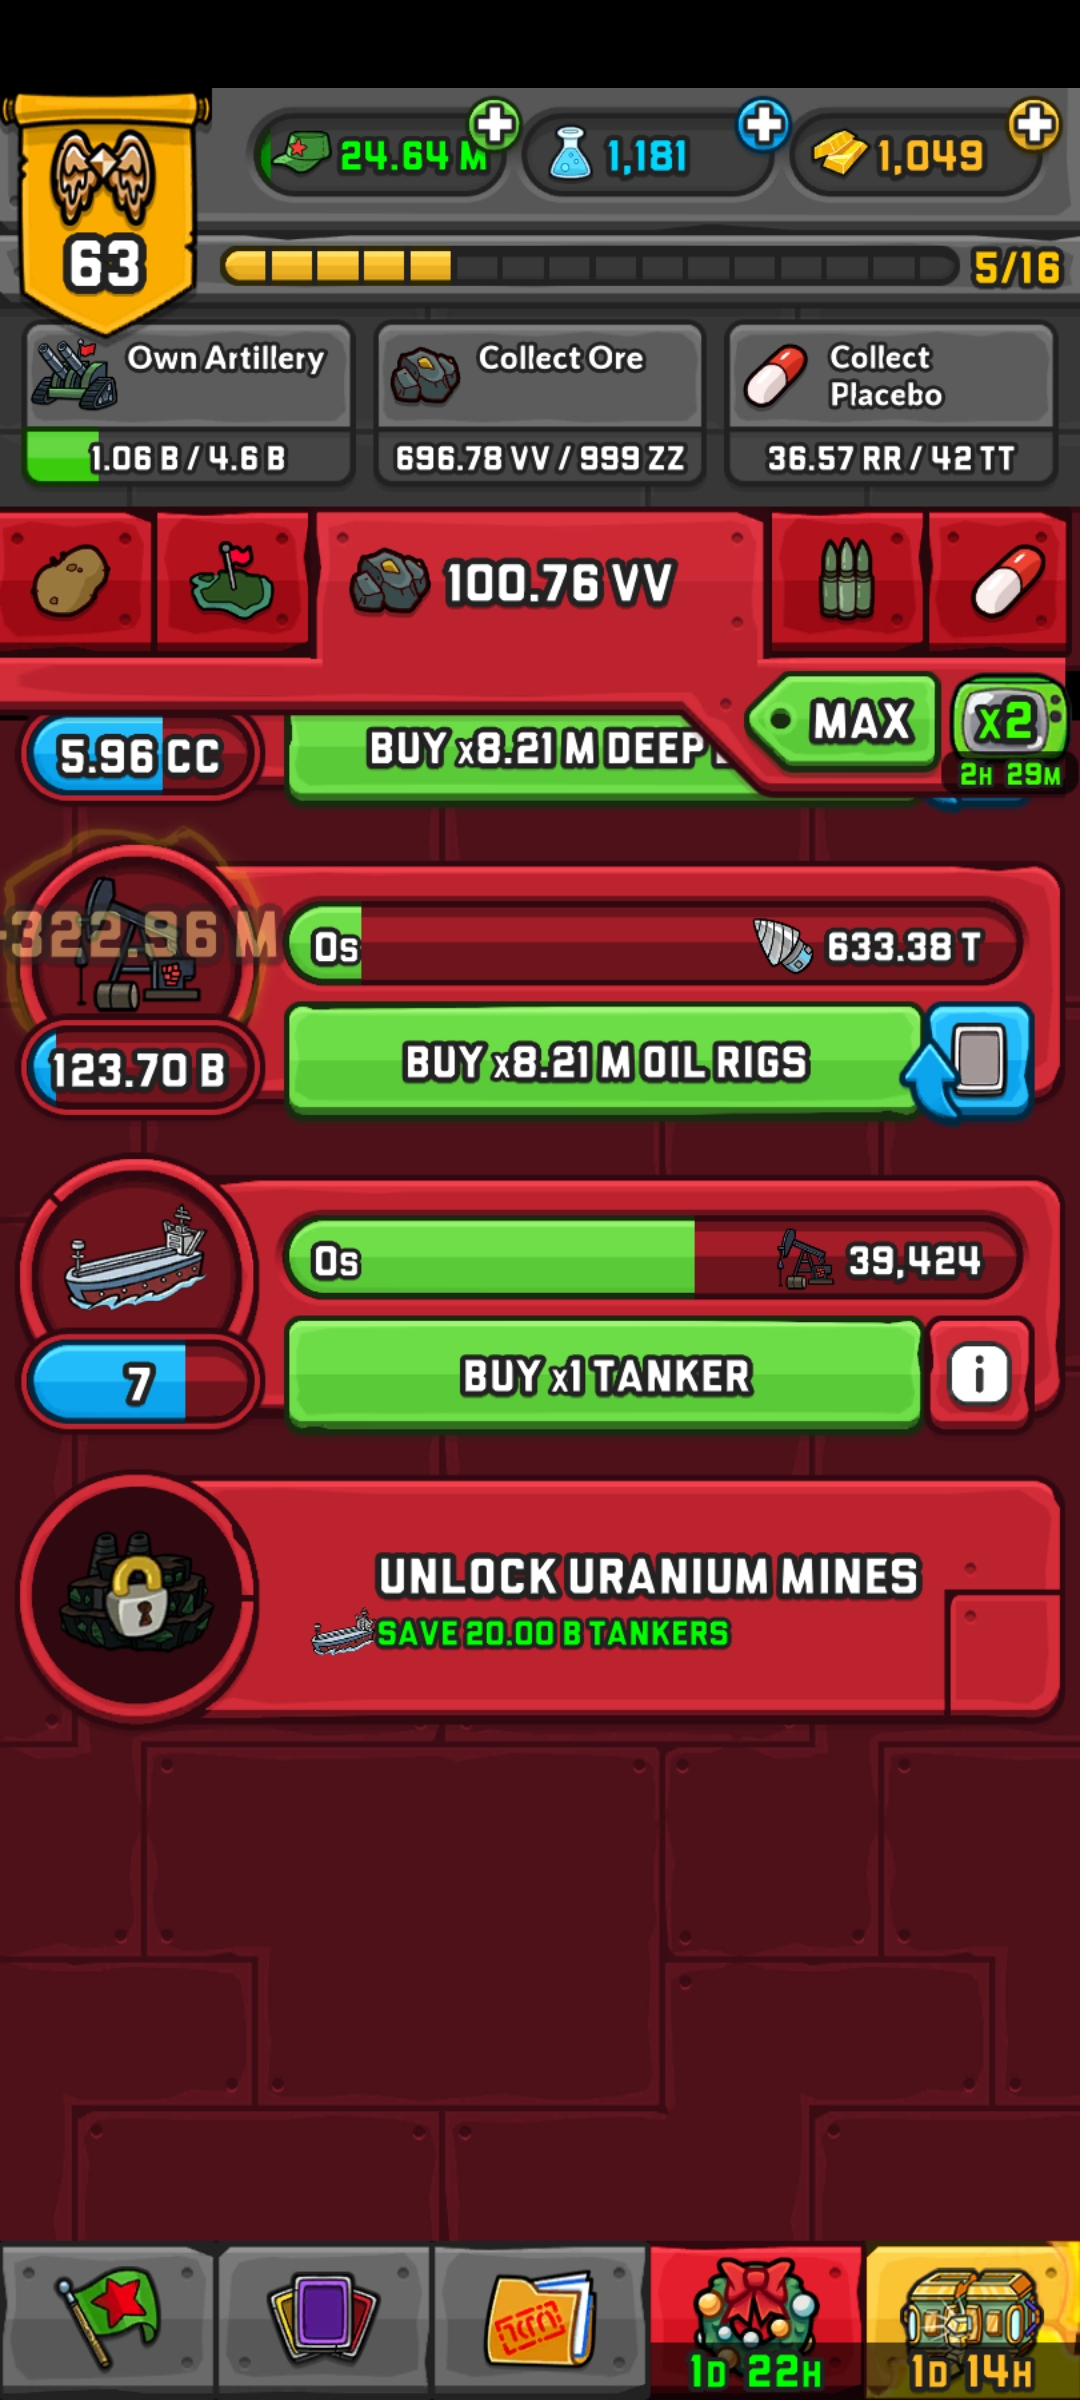 24.64 M
1,181
1,049
63
5/16
Own Artillery
1.06 B / 4.6 B
Collect Ore
696.78 VV / 999 ZZ
Collect
Placebo
36.57 RR / 42 TT
100.76 VV
MAX
x2
2H 29M
5.96 CC
BUY x8.21 M DEEP
-322.96 M
0s
633.38 T
123.70 B
BUY x8.21 M OIL RIGS
0s
39,424
7
BUY x1 TANKER
i
UNLOCK URANIUM MINES
SAVE 20.00 B TANKERS
1D 22H
1D 14H